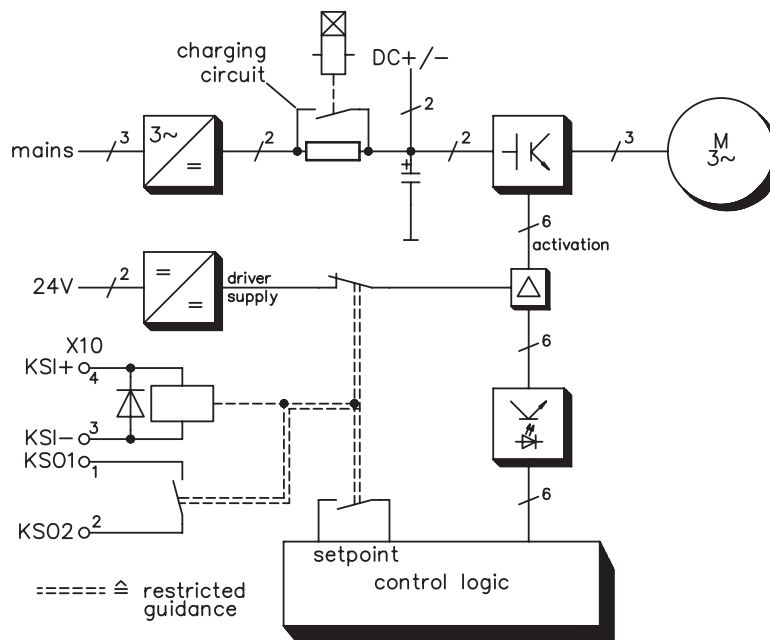 charging
circuit
DC+/-
2
mains
3
3~
=
2
+
2
3
M
3~
6
activation
24V
2
=
=
driver
supply
6
X10
KSI+
4
KSI-
3
KSO1
1
KSO2
2
6
setpoint
control logic
≙ restricted
guidance